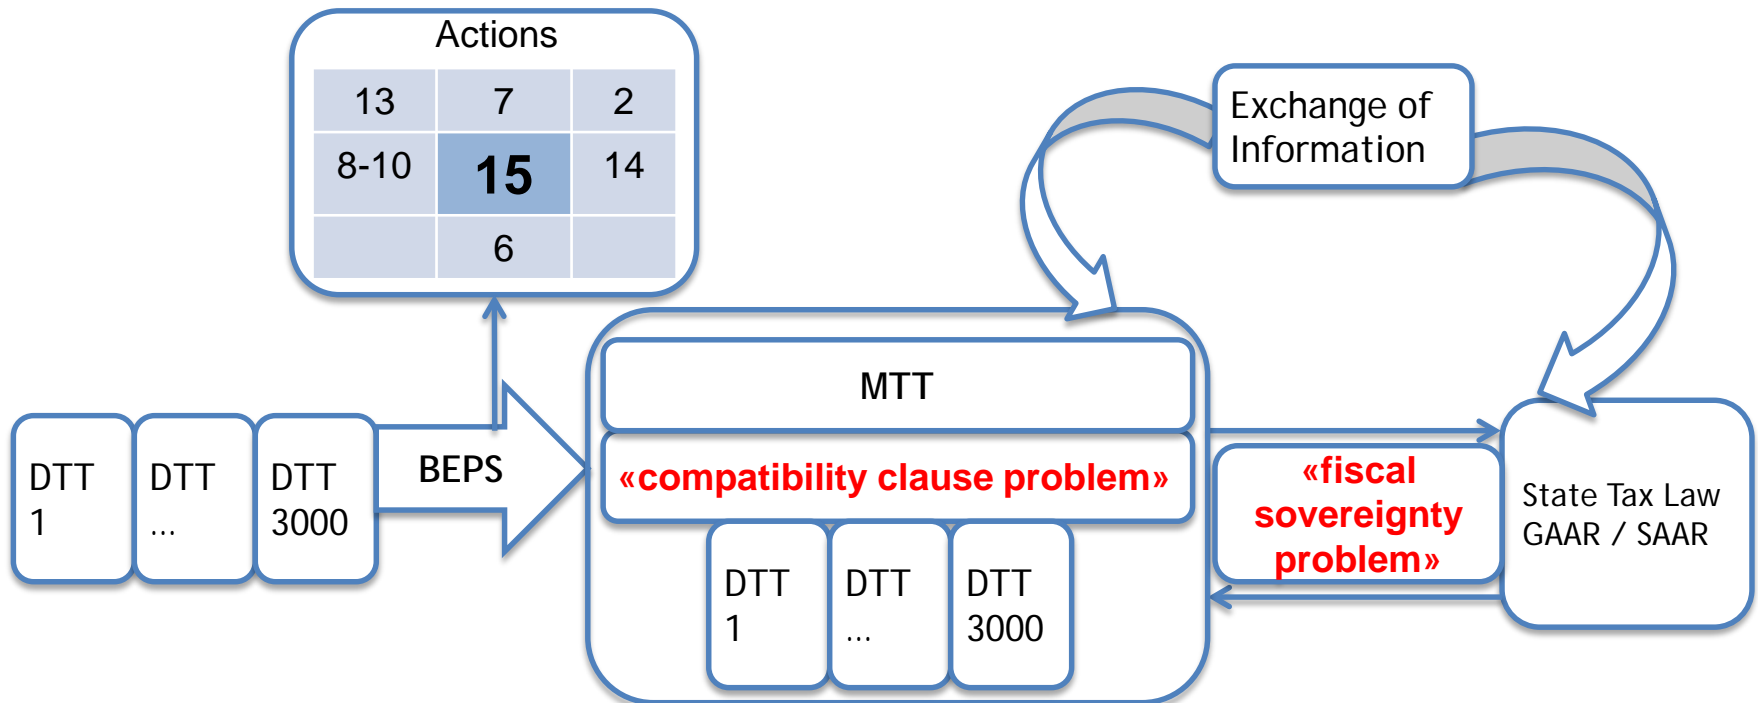 Actions
13 7 2
8-10 15 14
6
Exchange of
Information
MTT
«compatibility clause problem»
DTT
1
DTT
...
DTT
3000
BEPS
DTT
1
DTT
...
DTT
3000
«fiscal
sovereignty
problem»
State Tax Law
GAAR / SAAR